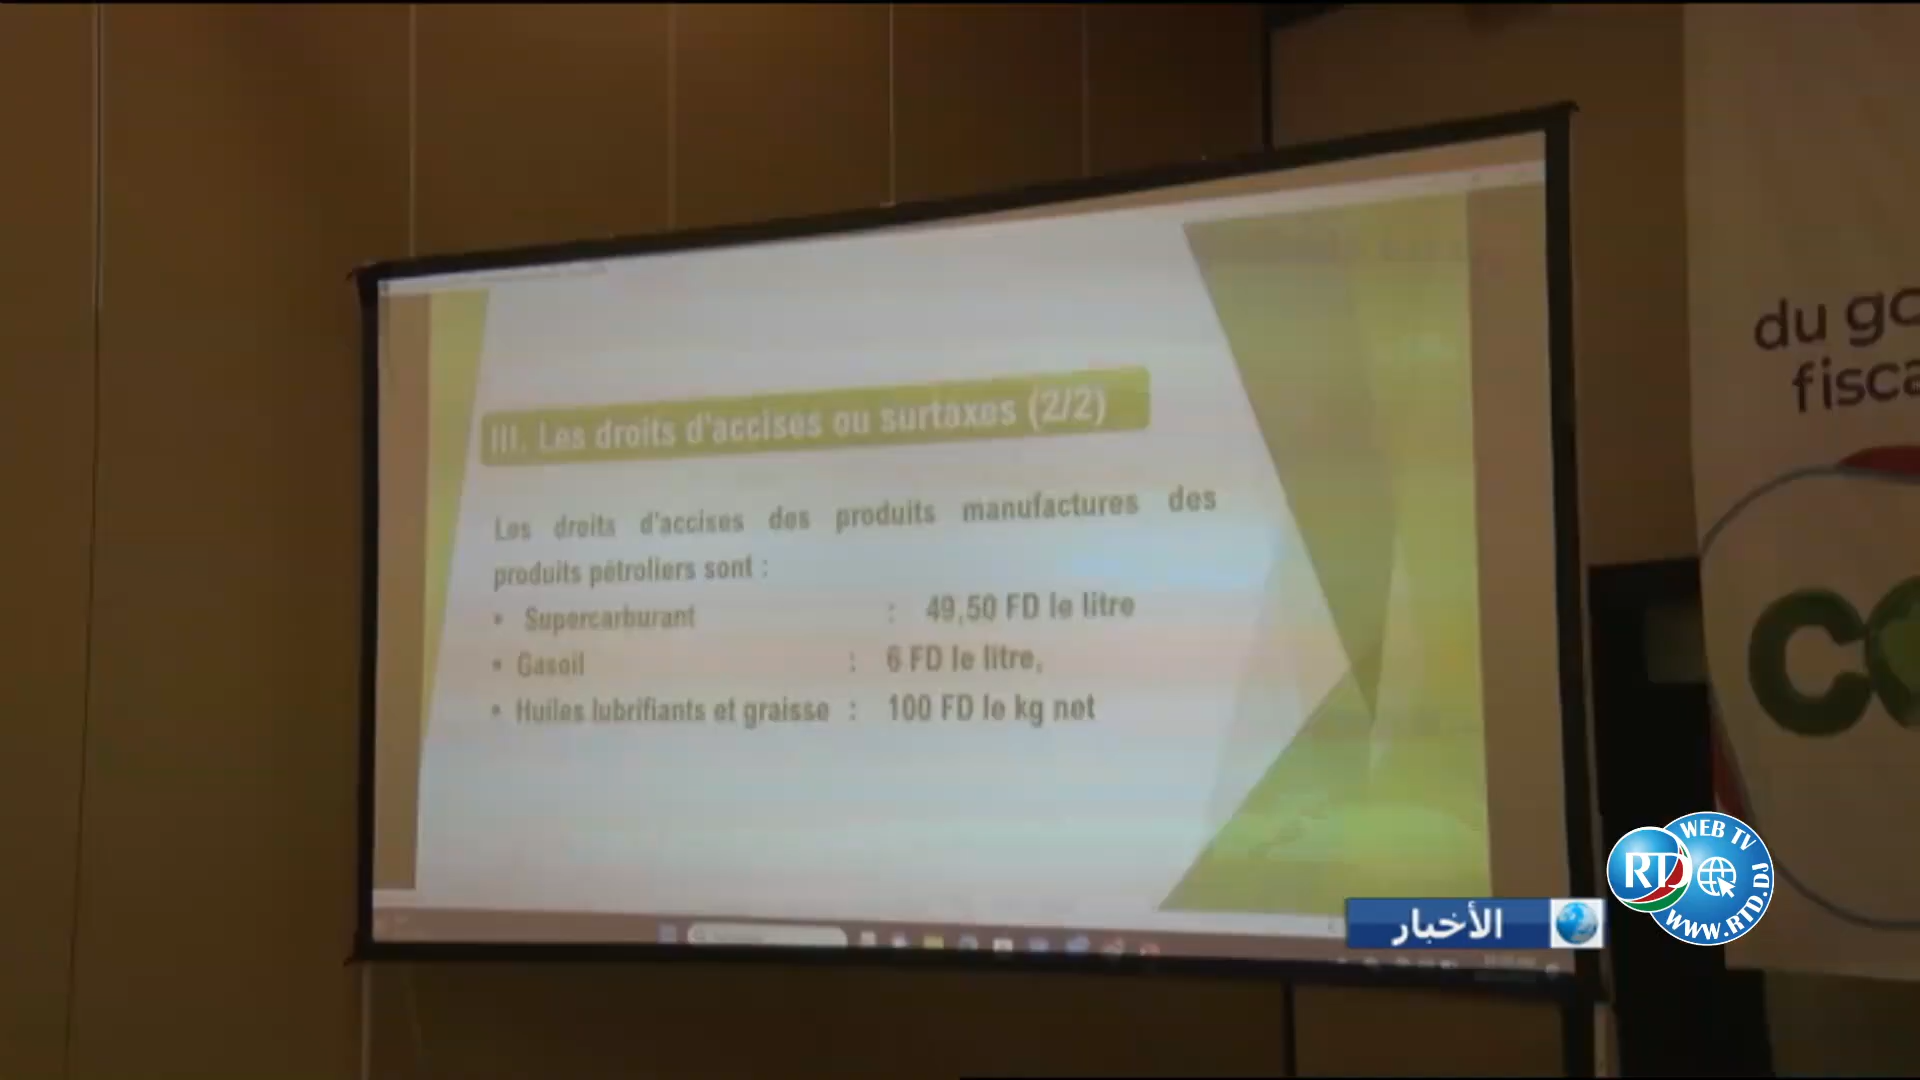 III. Les droits d'accises ou surtaxes (2/2)
Les droits d'accises des produits manufactures des
produits pétroliers sont :
• Supercarburant : 49,50 FD le litre
• Gasoil : 6 FD le litre,
• Huiles lubrifiants et graisse : 100 FD le kg net
du
الأخبار
RTD
WEB TV
WWW.RTD.DJ